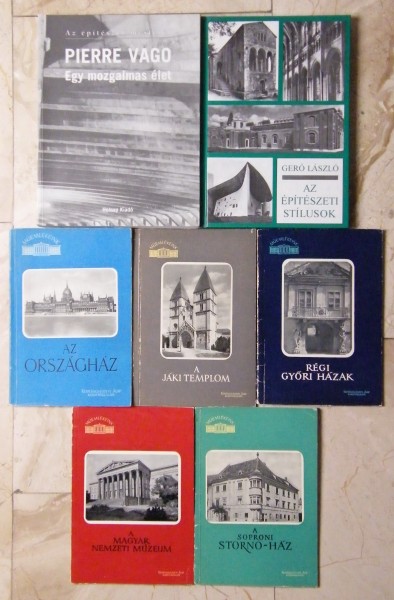 Az építés
PIERRE VAGO
Egy mozgalmas élet
GERŐ LÁSZLÓ
AZ
ÉPÍTÉSZETI
STÍLUSOK
AZ
ORSZÁGHÁZ
A
JÁKI TEMPLOM
RÉGI
GYŐRI HÁZAK
A
MAGYAR
NEMZETI MÚZEUM
A
SOPRONI
STORNO-HÁZ